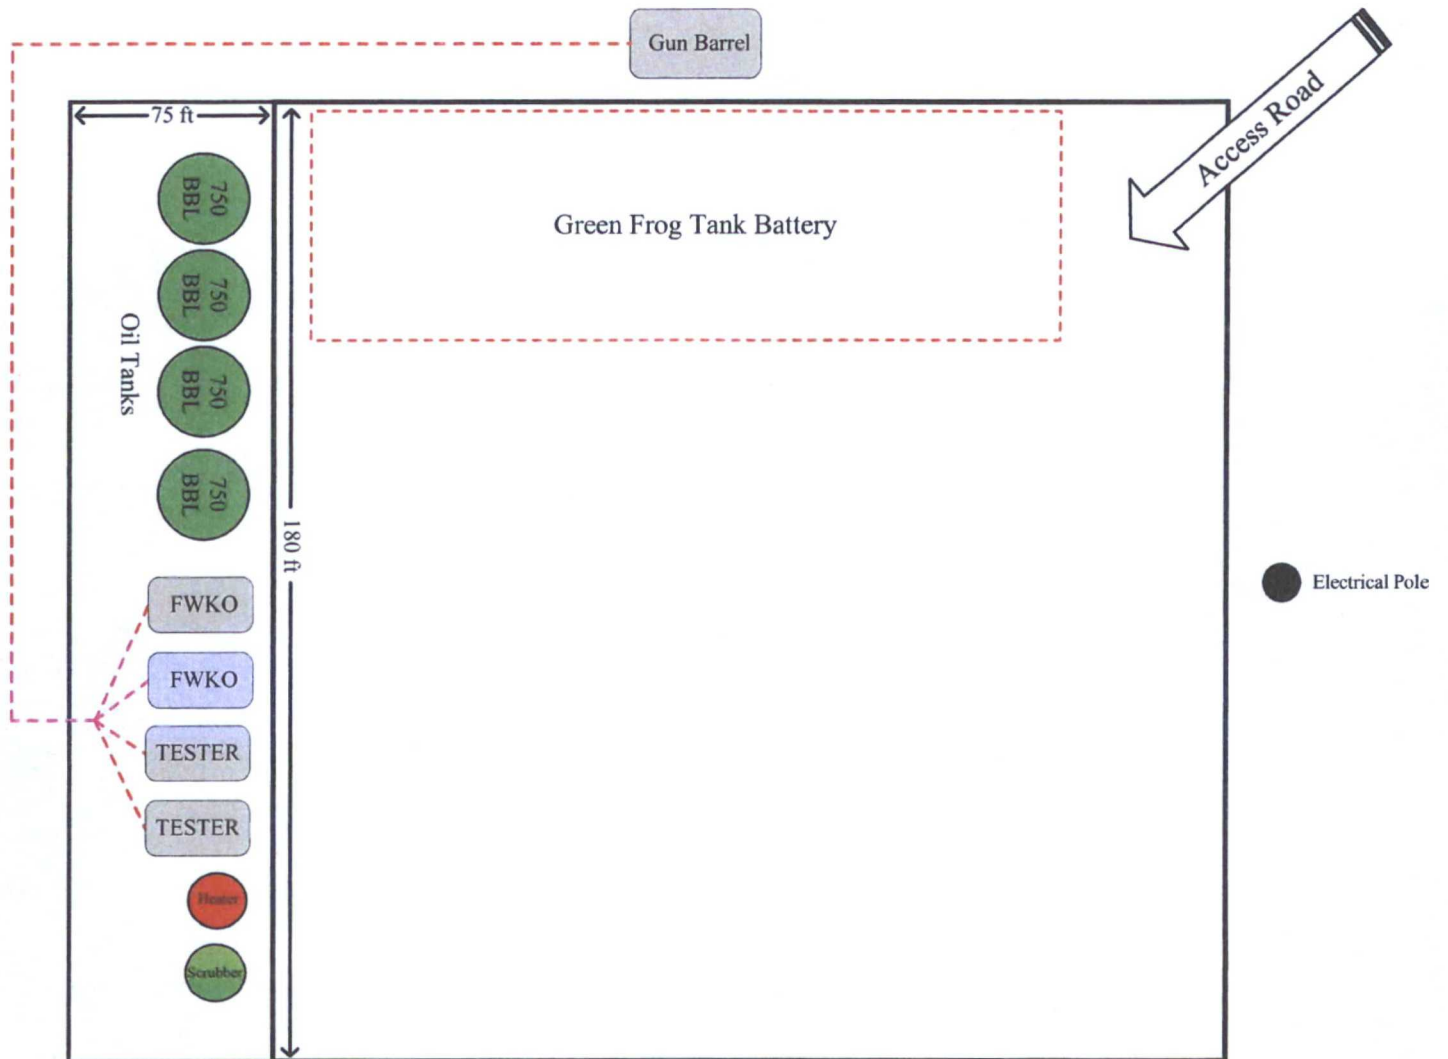 Gun Barrel
Access Road
75 ft
750
BBL
750
BBL
Green Frog Tank Battery
750
BBL
750
BBL
Oil Tanks
180 ft
Electrical Pole
FWKO
FWKO
TESTER
TESTER
Heater
Scrubber